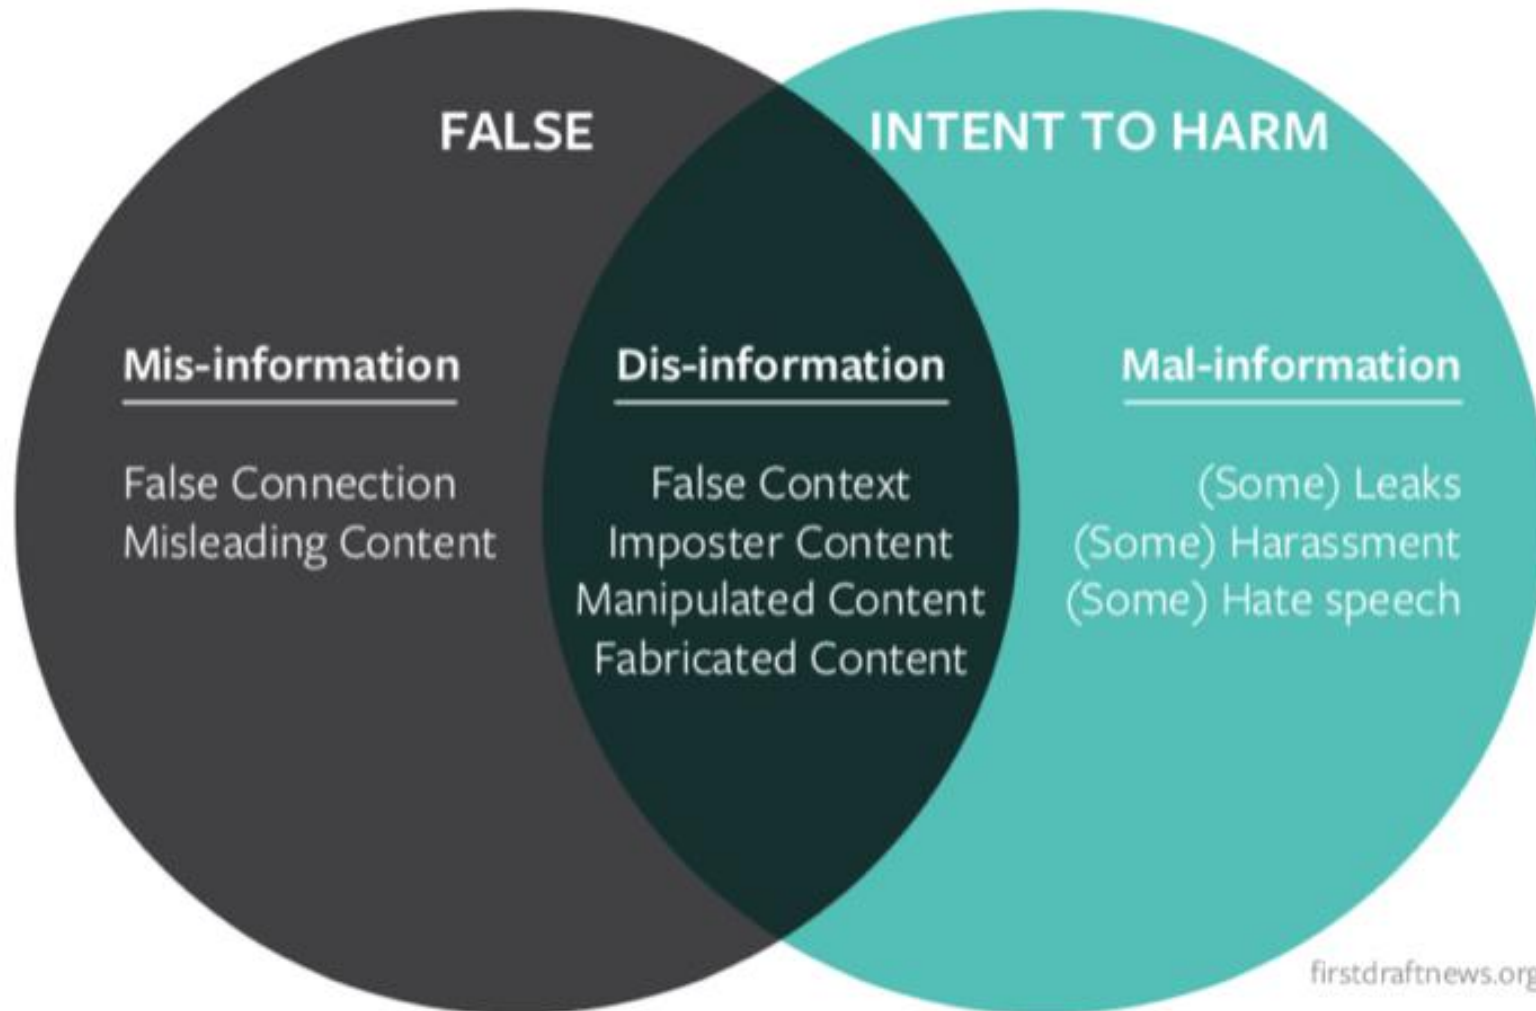 FALSE
INTENT TO HARM
Mis-information
False Connection
Misleading Content
Dis-information
False Context
Imposter Content
Manipulated Content
Fabricated Content
Mal-information
(Some) Leaks
(Some) Harassment
(Some) Hate speech
firstdraftnews.org